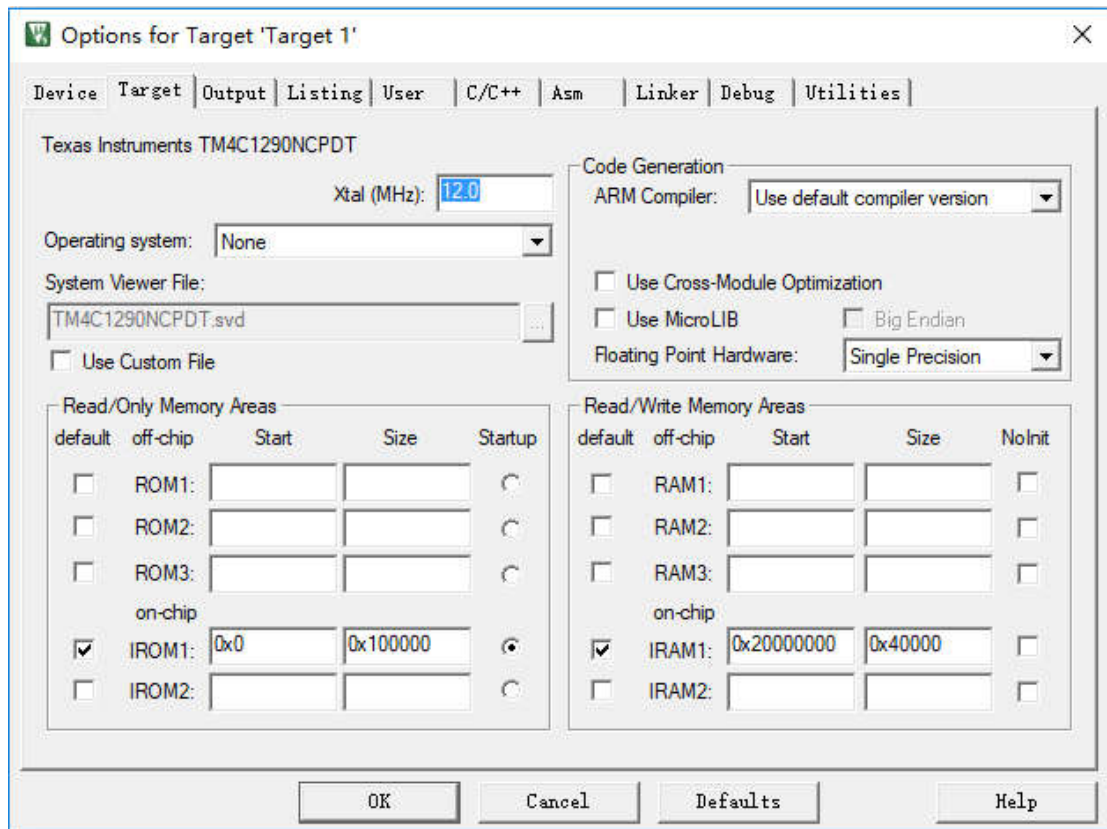 Options for Target 'Target 1'
Device Target Output Listing User C/C++ Asm Linker Debug Utilities
Texas Instruments TM4C1290NCPDT
Xtal (MHz): 12.0
Operating system: None
System Viewer File:
TM4C1290NCPDT.svd ...
Use Custom File
Code Generation
ARM Compiler: Use default compiler version
Use Cross-Module Optimization
Use MicroLIB Big Endian
Floating Point Hardware: Single Precision
Read/Only Memory Areas
default off-chip Start Size Startup
ROM1:
ROM2:
ROM3:
on-chip
IROM1: 0x0 0x100000
IROM2:
Read/Write Memory Areas
default off-chip Start Size NoInit
RAM1:
RAM2:
RAM3:
on-chip
IRAM1: 0x20000000 0x40000
IRAM2:
OK Cancel Defaults Help